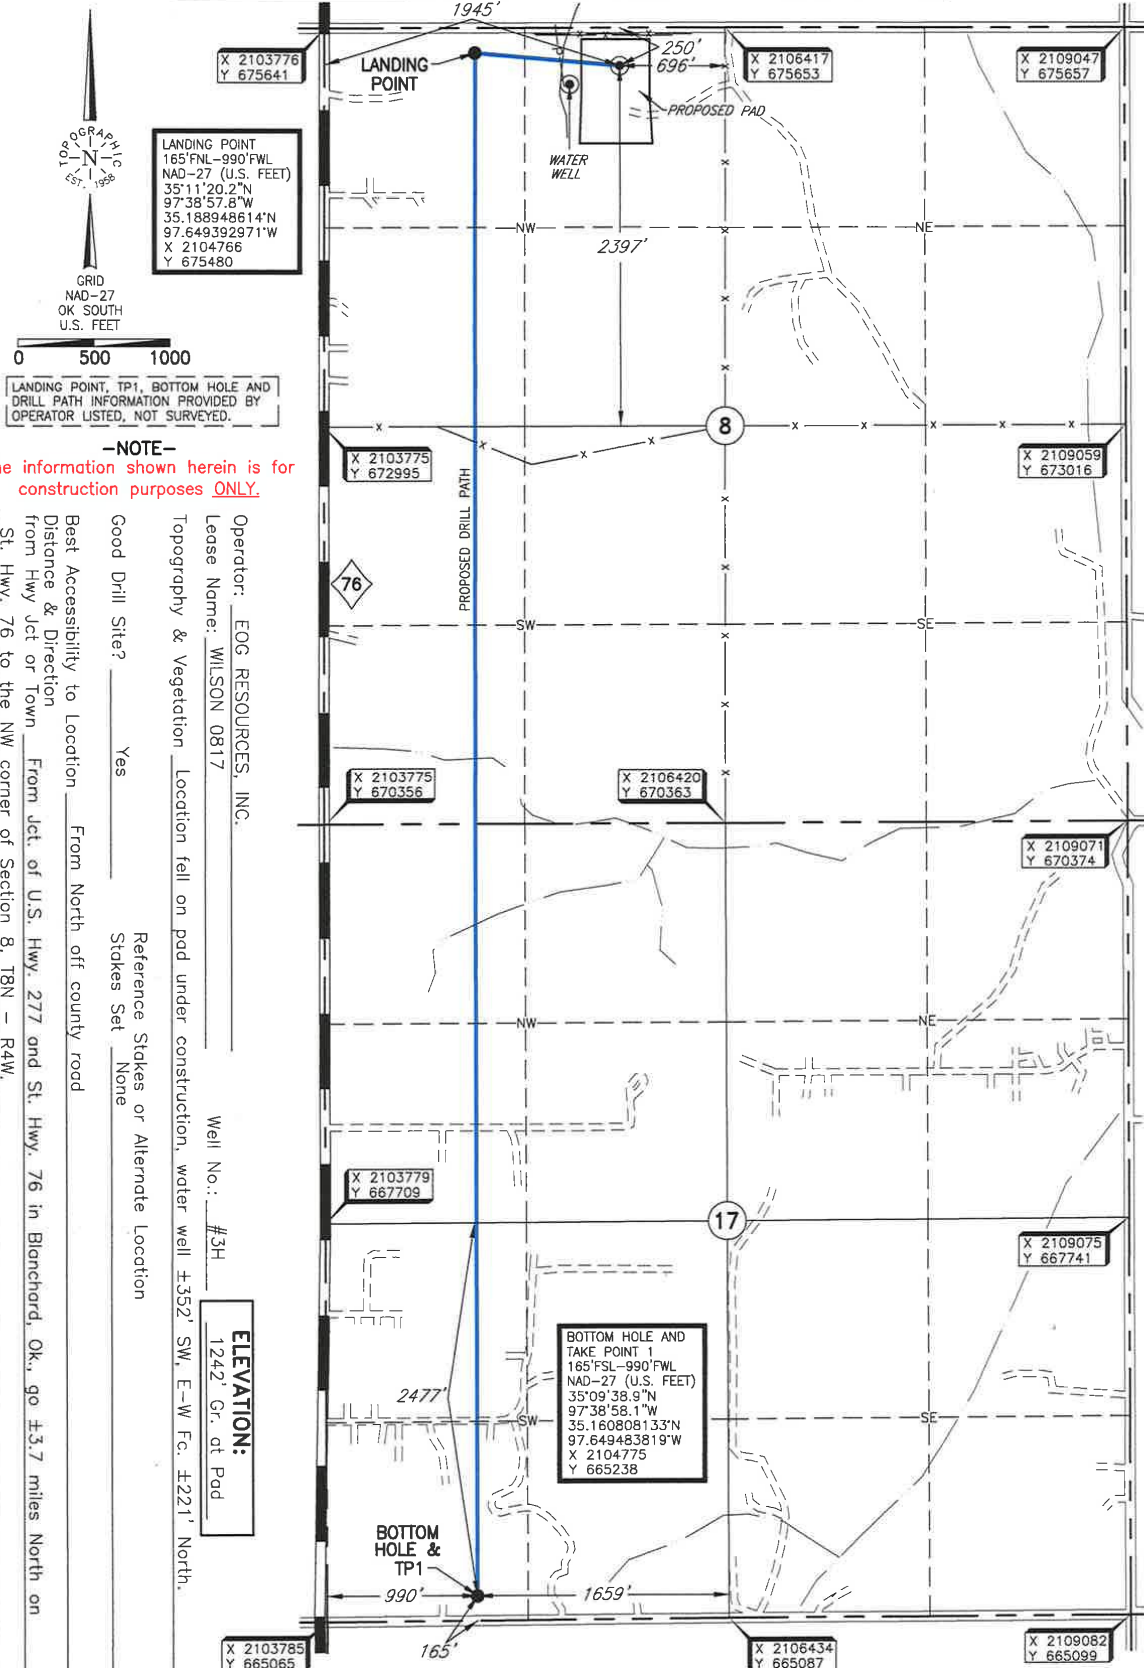 1945'
X 2103776
Y 675641
LANDING
POINT
250'
696'
X 2106417
Y 675653
X 2109047
Y 675657
PROPOSED PAD
WATER
WELL
TOPOGRAPHIC
N
EST. 1958
LANDING POINT
165'FNL-990'FWL
NAD-27 (U.S. FEET)
35°11'20.2"N
97°38'57.8"W
35.188948614°N
97.649392971°W
X 2104766
Y 675480
GRID
NAD-27
OK SOUTH
U.S. FEET
0 500 1000
LANDING POINT, TP1, BOTTOM HOLE AND
DRILL PATH INFORMATION PROVIDED BY
OPERATOR LISTED, NOT SURVEYED.
-NOTE-
e information shown herein is for
construction purposes ONLY.
NW
NE
2397'
8
X 2103775
Y 672995
X 2109059
Y 673016
PROPOSED DRILL PATH
76
SW
SE
X 2103775
Y 670356
X 2106420
Y 670363
X 2109071
Y 670374
NW
NE
X 2103779
Y 667709
17
X 2109075
Y 667741
2477'
BOTTOM HOLE AND
TAKE POINT 1
165'FSL-990'FWL
NAD-27 (U.S. FEET)
35°09'38.9"N
97°38'58.1"W
35.160808133°N
97.649483819°W
X 2104775
Y 665238
SW
SE
BOTTOM
HOLE &
TP1
990'
1659'
165'
X 2103785
Y 665065
X 2106434
Y 665087
X 2109082
Y 665099
Operator: EOG RESOURCES, INC.
Lease Name: WILSON 0817 Well No.: #3H
ELEVATION:
1242' Gr. at Pad
Topography & Vegetation Location fell on pad under construction, water well ±352' SW, E-W Fc. ±221' North.
Good Drill Site? Yes
Reference Stakes or Alternate Location
Stakes Set None
Best Accessibility to Location From North off county road
Distance & Direction
from Hwy Jct or Town From Jct. of U.S. Hwy. 277 and St. Hwy. 76 in Blanchard, Ok., go ±3.7 miles North on
St. Hwy. 76 to the NW corner of Section 8, T8N - R4W.